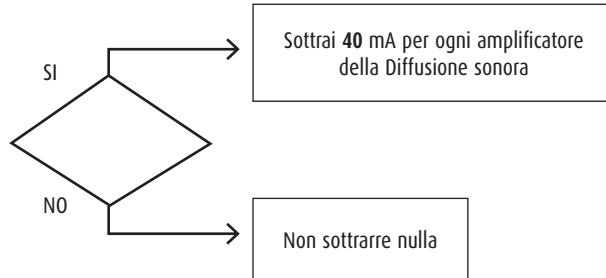 SI
Sottrai 40 mA per ogni amplificatore
della Diffusione sonora
NO
Non sottrarre nulla